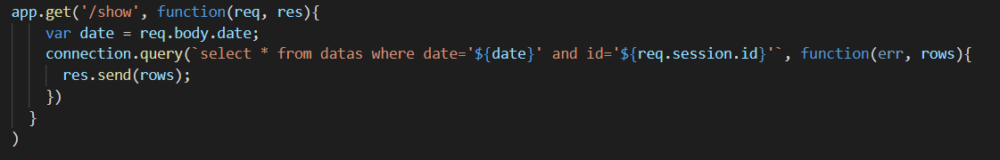 app.get('/show', function(req, res){
var date = req.body.date;
connection.query(`select * from datas where date='${date}' and id='${req.session.id}'`, function(err, rows){
res.send(rows);
})
}
)